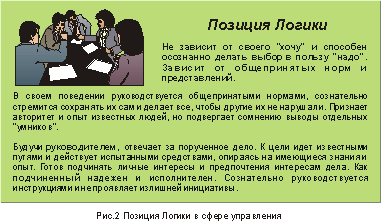 Позиция Логики
Не зависит от своего "хочу" и способен
осознанно делать выбор в пользу "надо".
Зависит от общепринятых норм и
представлений.
В своем поведении руководствуется общепринятыми нормами, сознательно
стремится сохранять их сам и делает все, чтобы другие их не нарушали. Признает
авторитет и опыт известных людей, но подвергает сомнению выводы отдельных
"умников".
Будучи руководителем, отвечает за порученное дело. К цели идет известными
путями и действует испытанными средствами, опираясь на имеющиеся знания и
опыт. Готов подчинять личные интересы и предпочтения интересам дела. Как
подчиненный надежен и исполнителен. Сознательно руководствуется
инструкциями и не проявляет излишней инициативы.
Рис.2 Позиция Логики в сфере управления